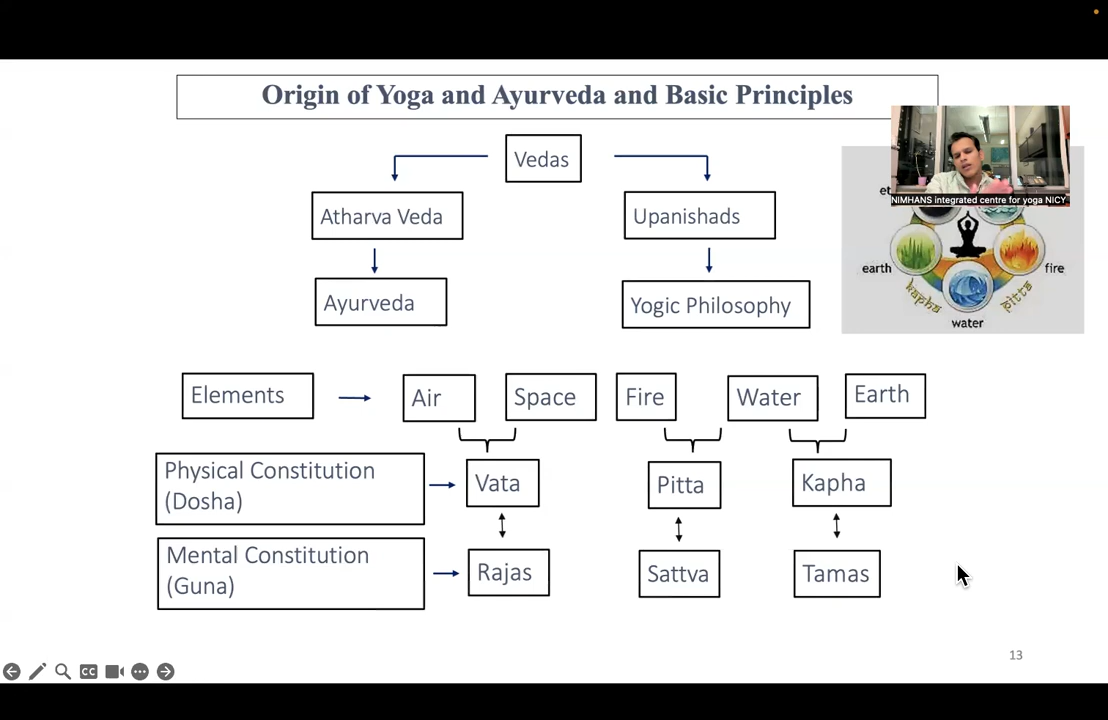 Origin of Yoga and Ayurveda and Basic Principles
Vedas
Atharva Veda
Upanishads
Ayurveda
Yogic Philosophy
NIMHANS integrated centre for yoga NICY
et
earth
fire
kapha
pitta
water
Elements
Air
Space
Fire
Water
Earth
Physical Constitution
(Dosha)
Vata
Pitta
Kapha
Mental Constitution
(Guna)
Rajas
Sattva
Tamas
13
CC